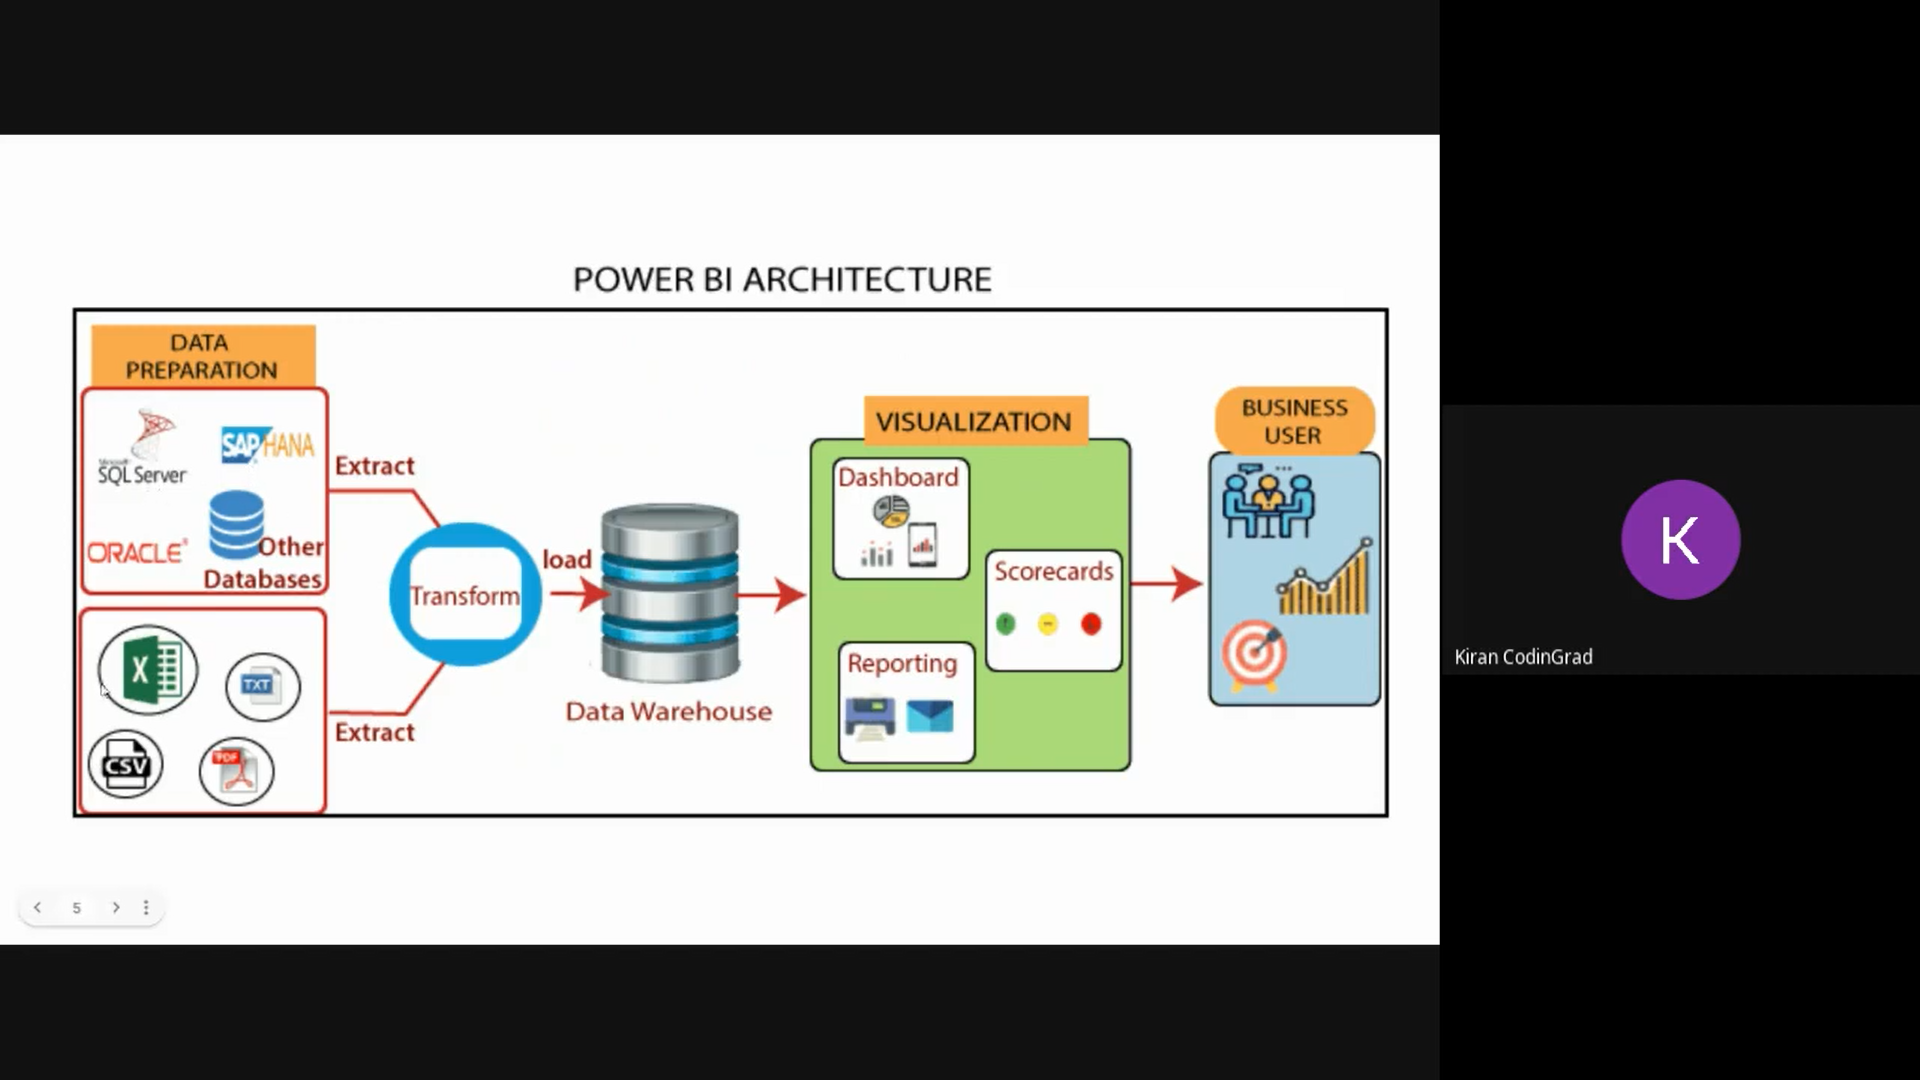 POWER BI ARCHITECTURE
DATA
PREPARATION
Microsoft
SQL Server
SAP HANA
ORACLE
Other
Databases
TXT
CSV
PDF
Extract
Extract
Transform
load
Data Warehouse
VISUALIZATION
Dashboard
Scorecards
Reporting
BUSINESS
USER
5
K
Kiran CodinGrad